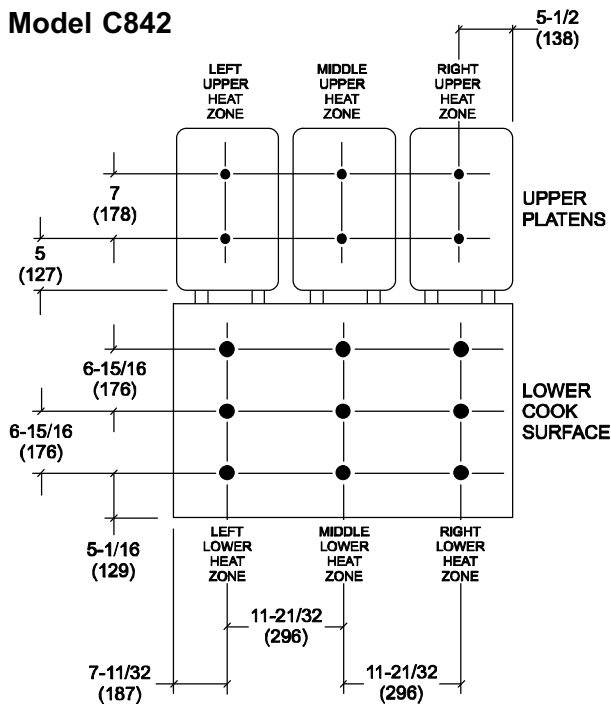 Model C842
5-1/2
(138)
LEFT
UPPER
HEAT
ZONE
MIDDLE
UPPER
HEAT
ZONE
RIGHT
UPPER
HEAT
ZONE
7
(178)
UPPER
PLATENS
5
(127)
6-15/16
(176)
LOWER
COOK
SURFACE
6-15/16
(176)
5-1/16
(129)
LEFT
LOWER
HEAT
ZONE
MIDDLE
LOWER
HEAT
ZONE
RIGHT
LOWER
HEAT
ZONE
11-21/32
(296)
7-11/32
(187)
11-21/32
(296)